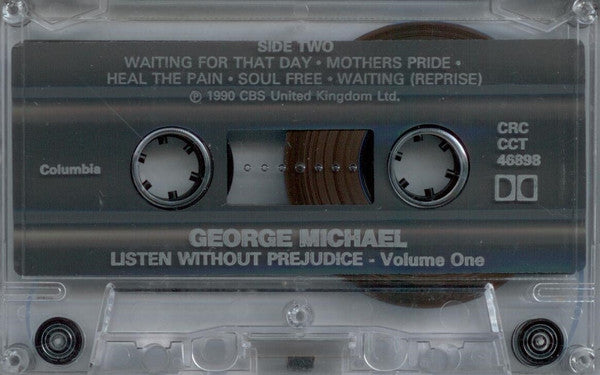 SIDE TWO
WAITING FOR THAT DAY • MOTHERS PRIDE •
HEAL THE PAIN • SOUL FREE • WAITING (REPRISE)
℗ 1990 CBS United Kingdom Ltd.
Columbia
CRC
CCT
46898
GEORGE MICHAEL
LISTEN WITHOUT PREJUDICE - Volume One